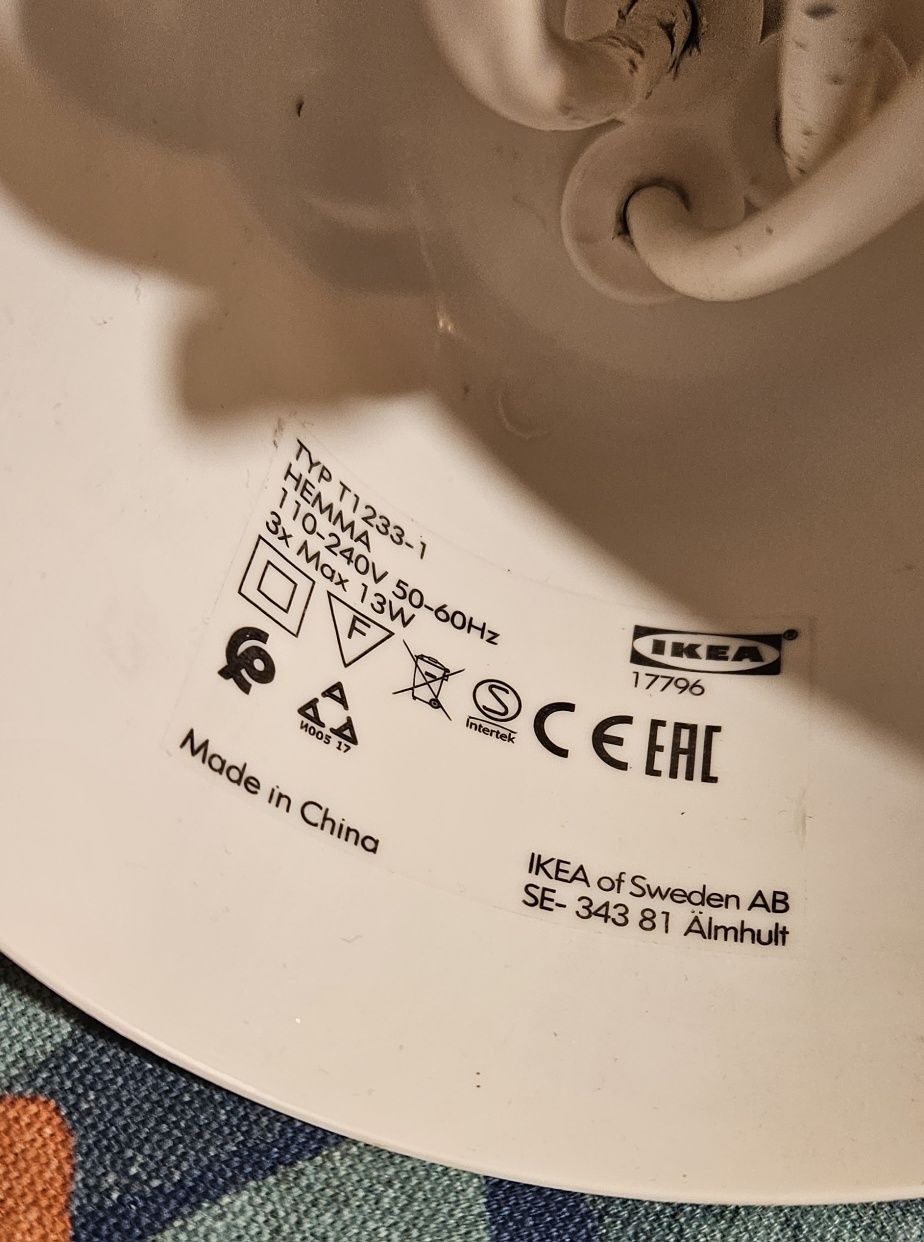 TYP T1233-1
HEMMA
110-240V 50-60Hz
3x Max 13W
F
S
Intertek
CE
EAC
IKEA®
17796
И005 17
Made in China
IKEA of Sweden AB
SE- 343 81 Älmhult